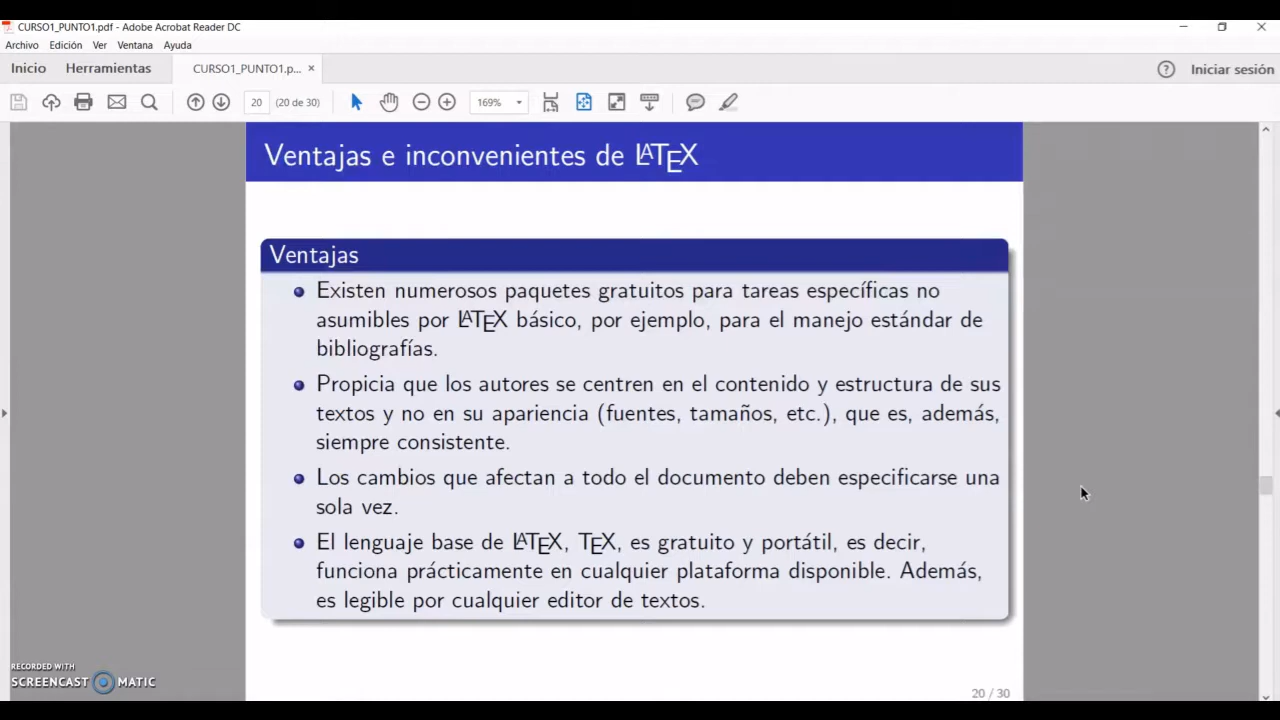 CURSO1_PUNTO1.pdf - Adobe Acrobat Reader DC
Archivo Edición Ver Ventana Ayuda
Inicio Herramientas CURSO1_PUNTO1.p... × ? Iniciar sesión
20 (20 de 30) 169%
Ventajas e inconvenientes de LATEX
Ventajas
Existen numerosos paquetes gratuitos para tareas específicas no
asumibles por LATEX básico, por ejemplo, para el manejo estándar de
bibliografías.
Propicia que los autores se centren en el contenido y estructura de sus
textos y no en su apariencia (fuentes, tamaños, etc.), que es, además,
siempre consistente.
Los cambios que afectan a todo el documento deben especificarse una
sola vez.
El lenguaje base de LATEX, TEX, es gratuito y portátil, es decir,
funciona prácticamente en cualquier plataforma disponible. Además,
es legible por cualquier editor de textos.
RECORDED WITH
SCREENCAST MATIC
20 / 30